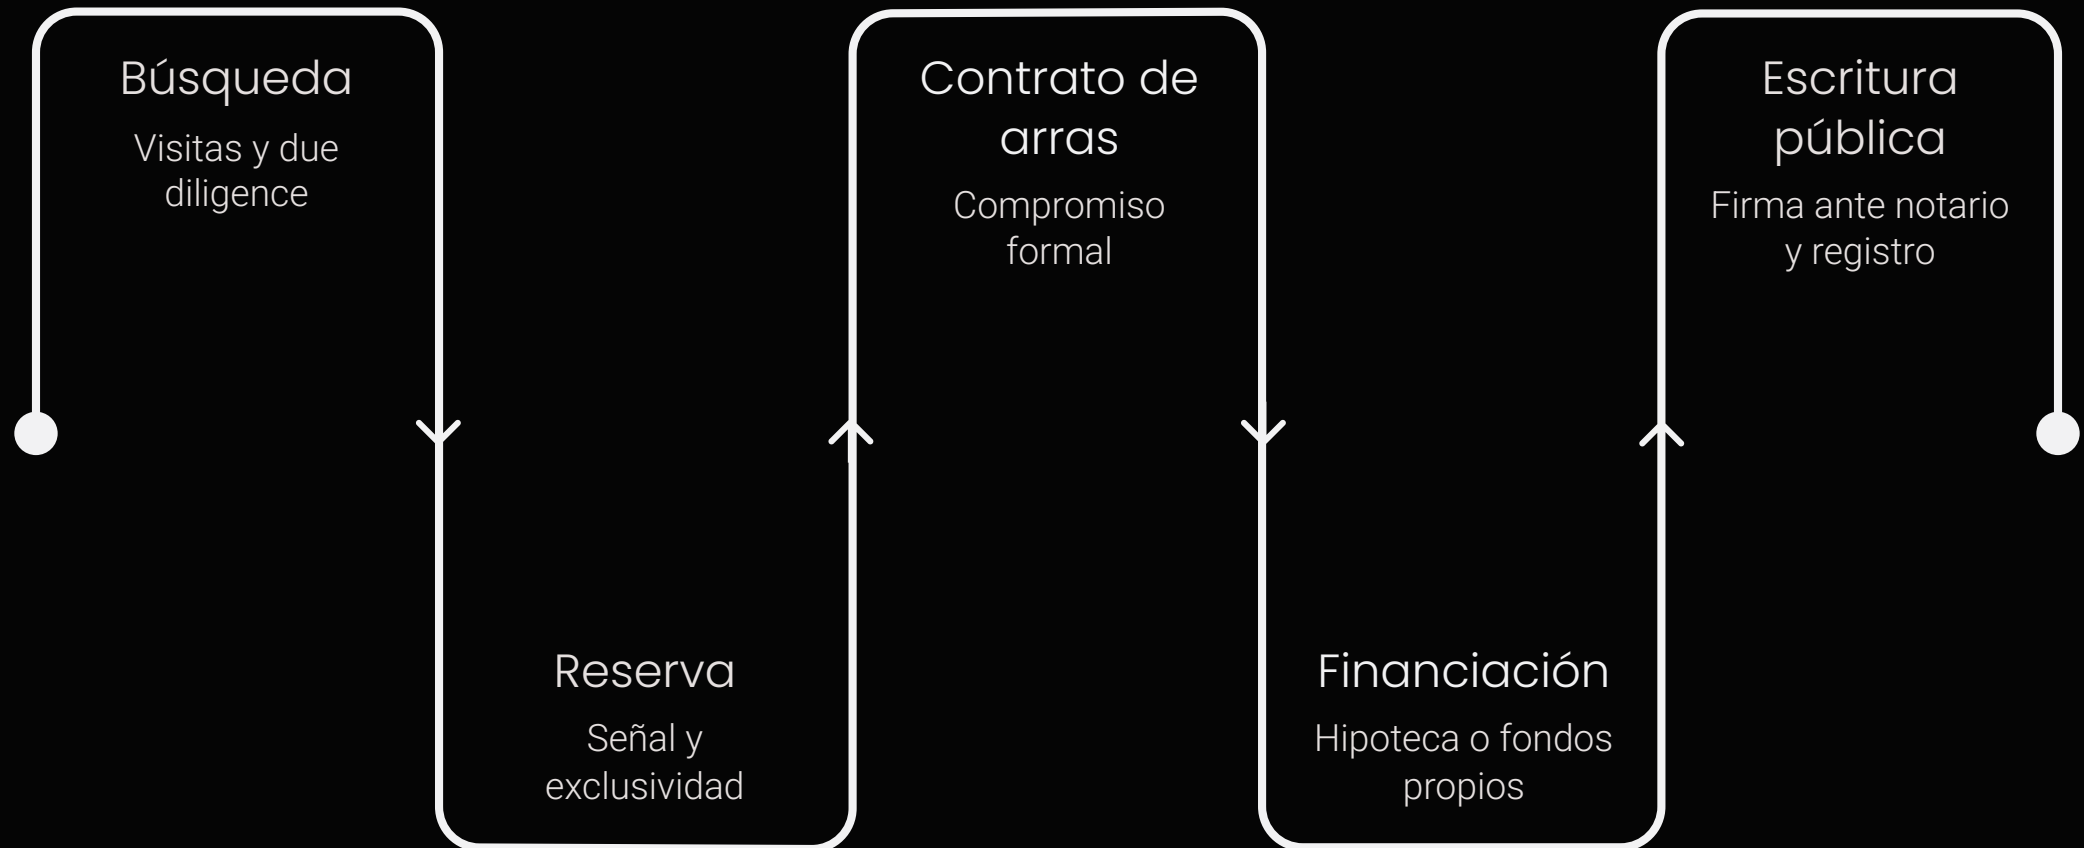 Búsqueda
Visitas y due
diligence
Reserva
Señal y
exclusividad
Contrato de
arras
Compromiso
formal
Financiación
Hipoteca o fondos
propios
Escritura
pública
Firma ante notario
y registro